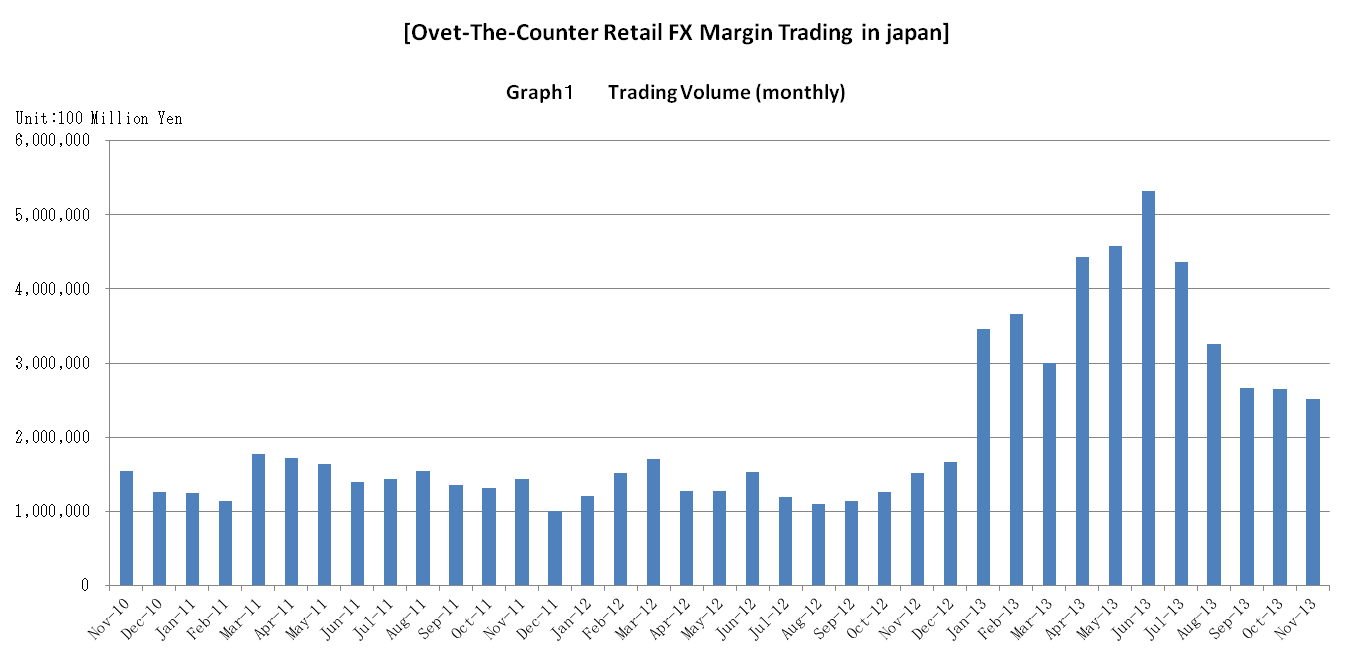 [Ovet-The-Counter Retail FX Margin Trading in japan]
Graph1 Trading Volume (monthly)
Unit:100 Million Yen
6,000,000
5,000,000
4,000,000
3,000,000
2,000,000
1,000,000
0
Nov-10 Dec-10 Jan-11 Feb-11 Mar-11 Apr-11 May-11 Jun-11 Jul-11 Aug-11 Sep-11 Oct-11 Nov-11 Dec-11 Jan-12 Feb-12 Mar-12 Apr-12 May-12 Jun-12 Jul-12 Aug-12 Sep-12 Oct-12 Nov-12 Dec-12 Jan-13 Feb-13 Mar-13 Apr-13 May-13 Jun-13 Jul-13 Aug-13 Sep-13 Oct-13 Nov-13